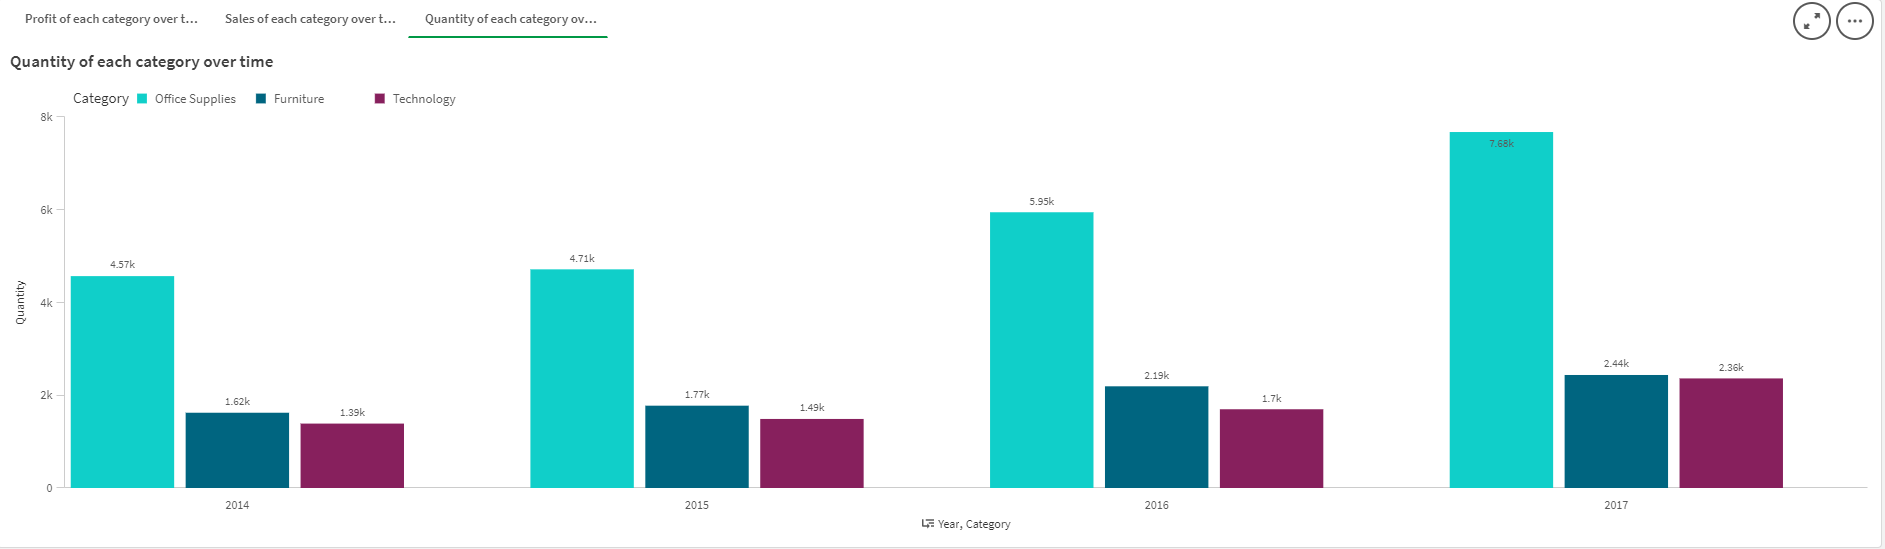 Profit of each category over t... Sales of each category over t... Quantity of each category ov...
Quantity of each category over time
Category Office Supplies Furniture Technology
8k
6k
4k
2k
0
Quantity
4.57k
1.62k
1.39k
4.71k
1.77k
1.49k
5.95k
2.19k
1.7k
7.68k
2.44k
2.36k
2014 2015 2016 2017
Year, Category